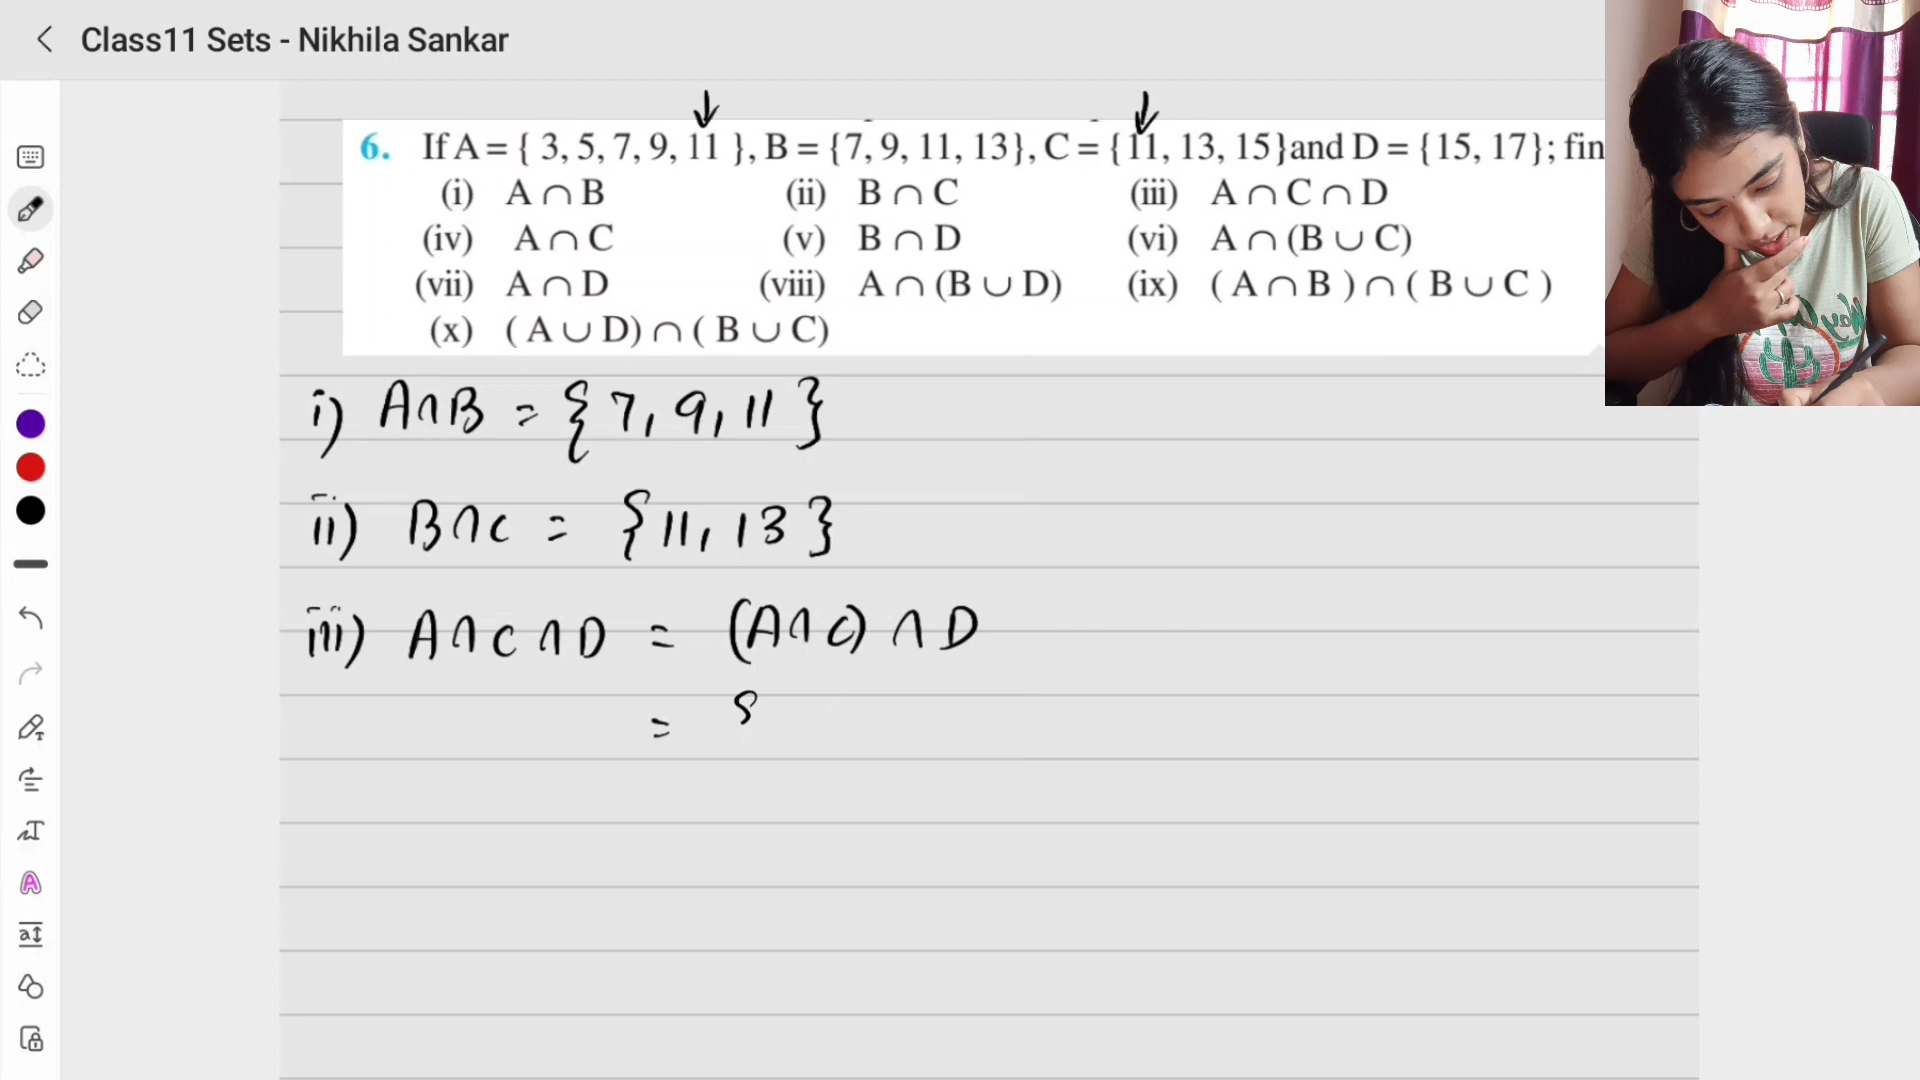 Class11 Sets - Nikhila Sankar
6. If A = { 3, 5, 7, 9, 11 }, B = {7, 9, 11, 13}, C = {11, 13, 15}and D = {15, 17}; fin
(i) A ∩ B (ii) B ∩ C (iii) A ∩ C ∩ D
(iv) A ∩ C (v) B ∩ D (vi) A ∩ (B ∪ C)
(vii) A ∩ D (viii) A ∩ (B ∪ D) (ix) ( A ∩ B ) ∩ ( B ∪ C )
(x) ( A ∪ D) ∩ ( B ∪ C)
i) A∩B = {7, 9, 11}
ii) B∩C = {11, 13}
iii) A∩C∩D = (A∩C) ∩ D
=